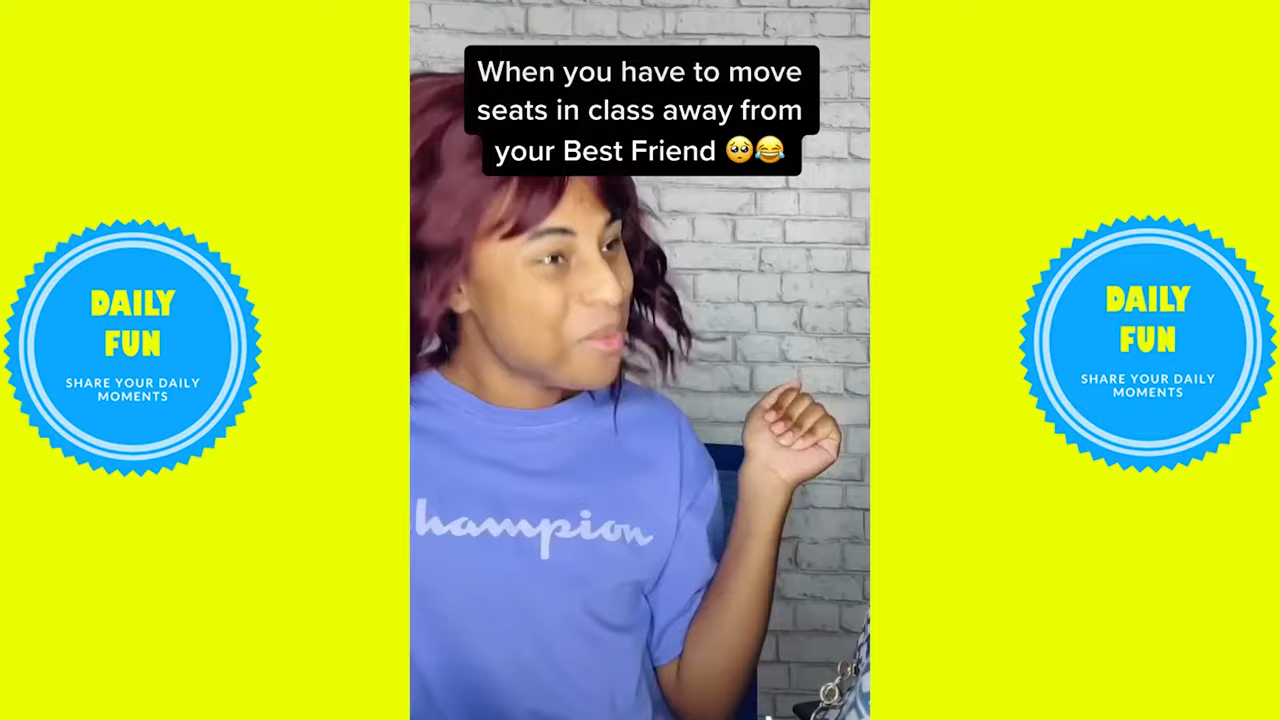 When you have to move
seats in class away from
your Best Friend 🥺😂
DAILY
FUN
SHARE YOUR DAILY
MOMENTS
hampion
DAILY
FUN
SHARE YOUR DAILY
MOMENTS